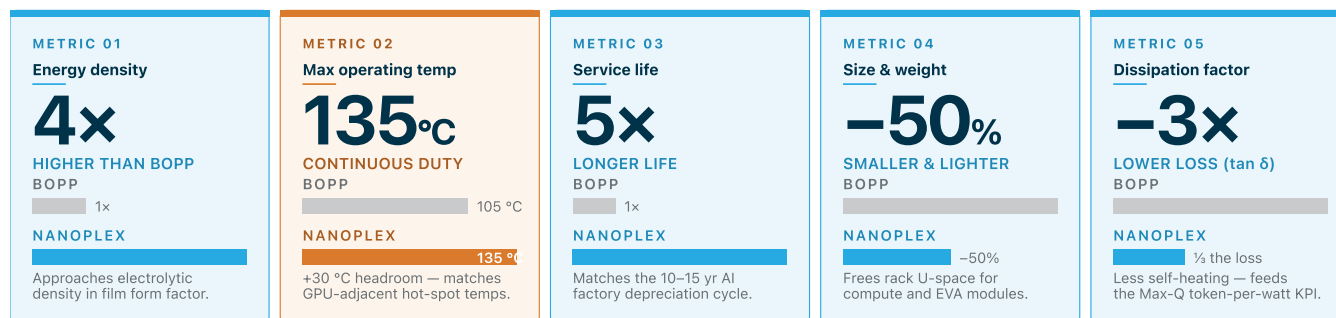 METRIC 01
Energy density
4×
HIGHER THAN BOPP
BOPP
1×
NANOPLEX
Approaches electrolytic
density in film form factor.
METRIC 02
Max operating temp
135°C
CONTINUOUS DUTY
BOPP
105 °C
NANOPLEX
135 °C
+30 °C headroom — matches
GPU-adjacent hot-spot temps.
METRIC 03
Service life
5×
LONGER LIFE
BOPP
1×
NANOPLEX
Matches the 10–15 yr AI
factory depreciation cycle.
METRIC 04
Size & weight
–50%
SMALLER & LIGHTER
BOPP
NANOPLEX
–50%
Frees rack U-space for
compute and EVA modules.
METRIC 05
Dissipation factor
–3×
LOWER LOSS (tan δ)
BOPP
NANOPLEX
⅓ the loss
Less self-heating — feeds
the Max-Q token-per-watt KPI.